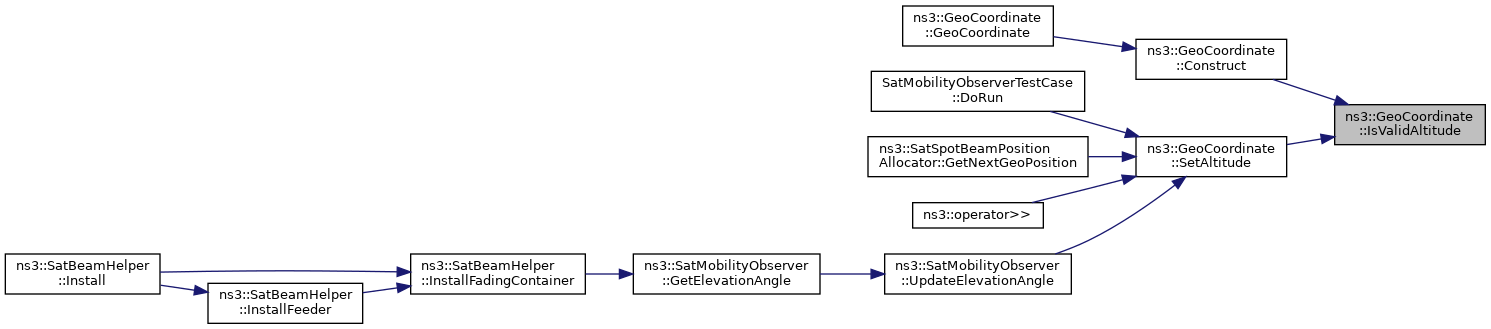 ns3::GeoCoordinate
::GeoCoordinate
ns3::GeoCoordinate
::Construct
SatMobilityObserverTestCase
::DoRun
ns3::GeoCoordinate
::IsValidAltitude
ns3::SatSpotBeamPosition
Allocator::GetNextGeoPosition
ns3::GeoCoordinate
::SetAltitude
ns3::operator>>
ns3::SatBeamHelper
::Install
ns3::SatBeamHelper
::InstallFadingContainer
ns3::SatMobilityObserver
::GetElevationAngle
ns3::SatMobilityObserver
::UpdateElevationAngle
ns3::SatBeamHelper
::InstallFeeder